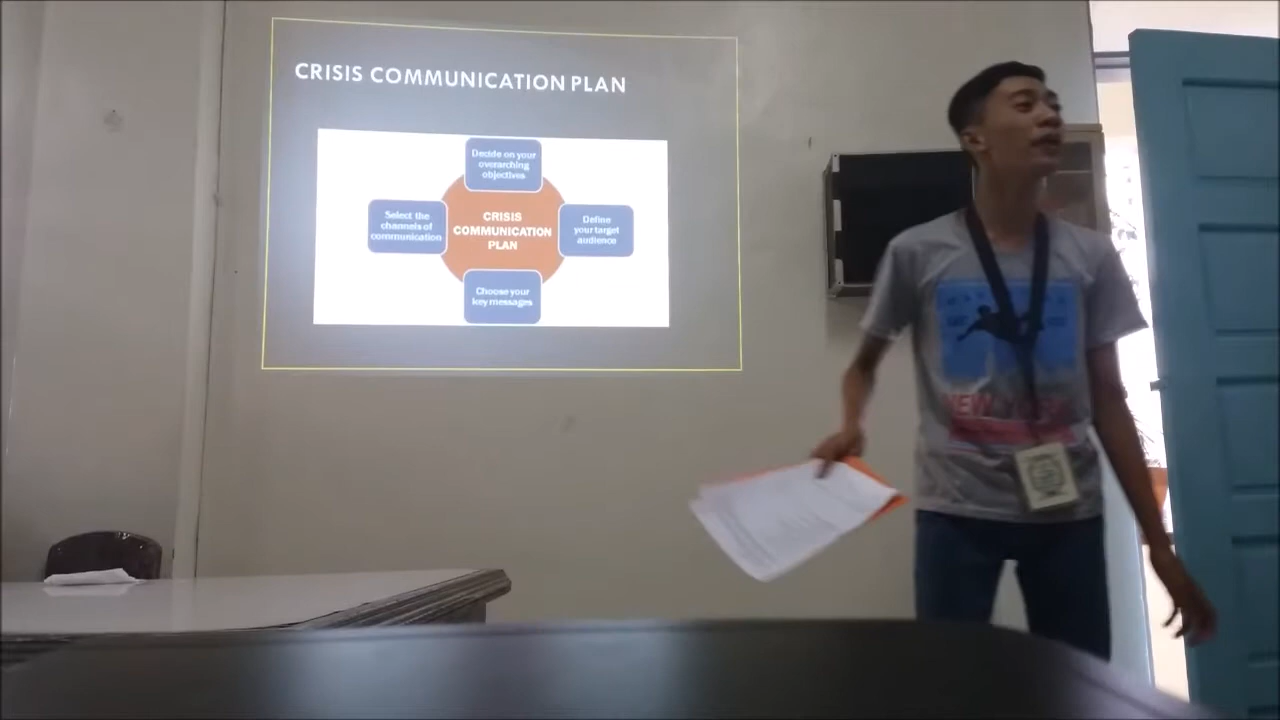 CRISIS COMMUNICATION PLAN
Decide on your
overarching
objectives
Select the
channels of
communication
CRISIS
COMMUNICATION
PLAN
Define
your target
audience
Choose your
key messages